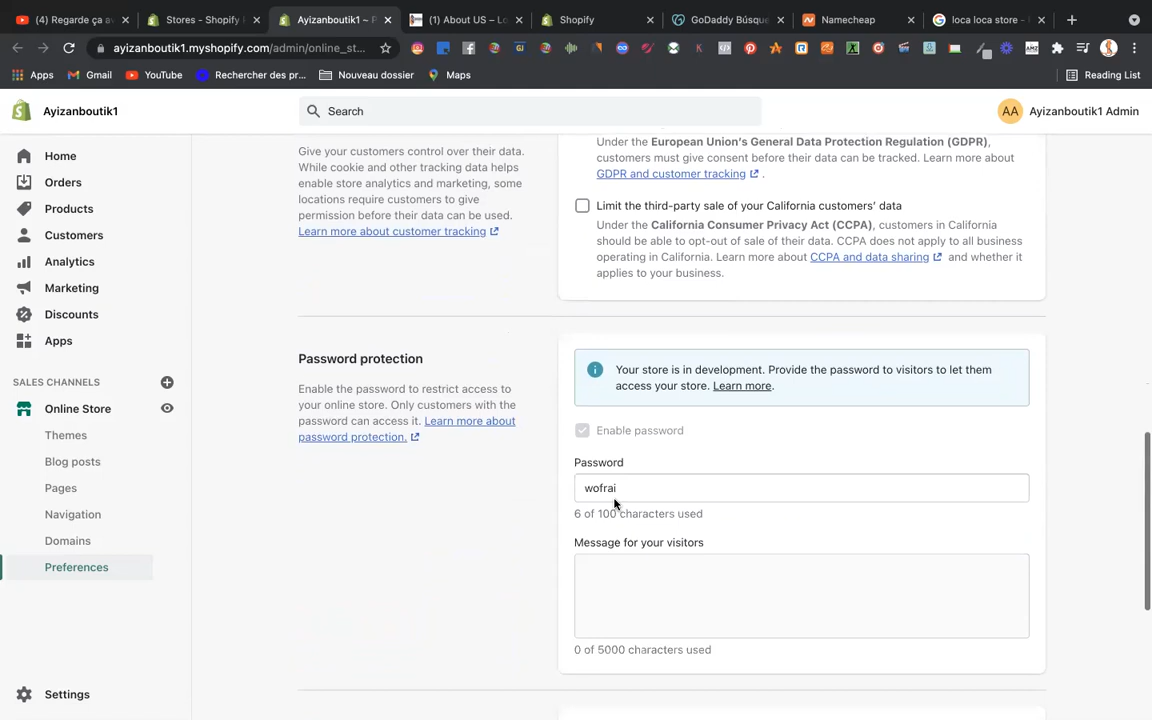 (4) Regarde ça av
Stores - Shopify
Ayizanboutik1 ~ P
(1) About US – Lo
Shopify
GoDaddy Búsque
Namecheap
loca loca store -
ayizanboutik1.myshopify.com/admin/online_st...
Apps
Gmail
YouTube
Rechercher des pr...
Nouveau dossier
Maps
Reading List
Ayizanboutik1
Search
AA
Ayizanboutik1 Admin
Home
Orders
Products
Customers
Analytics
Marketing
Discounts
Apps
SALES CHANNELS
Online Store
Themes
Blog posts
Pages
Navigation
Domains
Preferences
Settings
Give your customers control over their data.
While cookie and other tracking data helps
enable store analytics and marketing, some
locations require customers to give
permission before their data can be used.
Learn more about customer tracking
Under the European Union's General Data Protection Regulation (GDPR),
customers must give consent before their data can be tracked. Learn more about
GDPR and customer tracking .
Limit the third-party sale of your California customers' data
Under the California Consumer Privacy Act (CCPA), customers in California
should be able to opt-out of sale of their data. CCPA does not apply to all business
operating in California. Learn more about CCPA and data sharing and whether it
applies to your business.
Password protection
Enable the password to restrict access to
your online store. Only customers with the
password can access it. Learn more about
password protection.
Your store is in development. Provide the password to visitors to let them
access your store. Learn more.
Enable password
Password
wofrai
6 of 100 characters used
Message for your visitors
0 of 5000 characters used